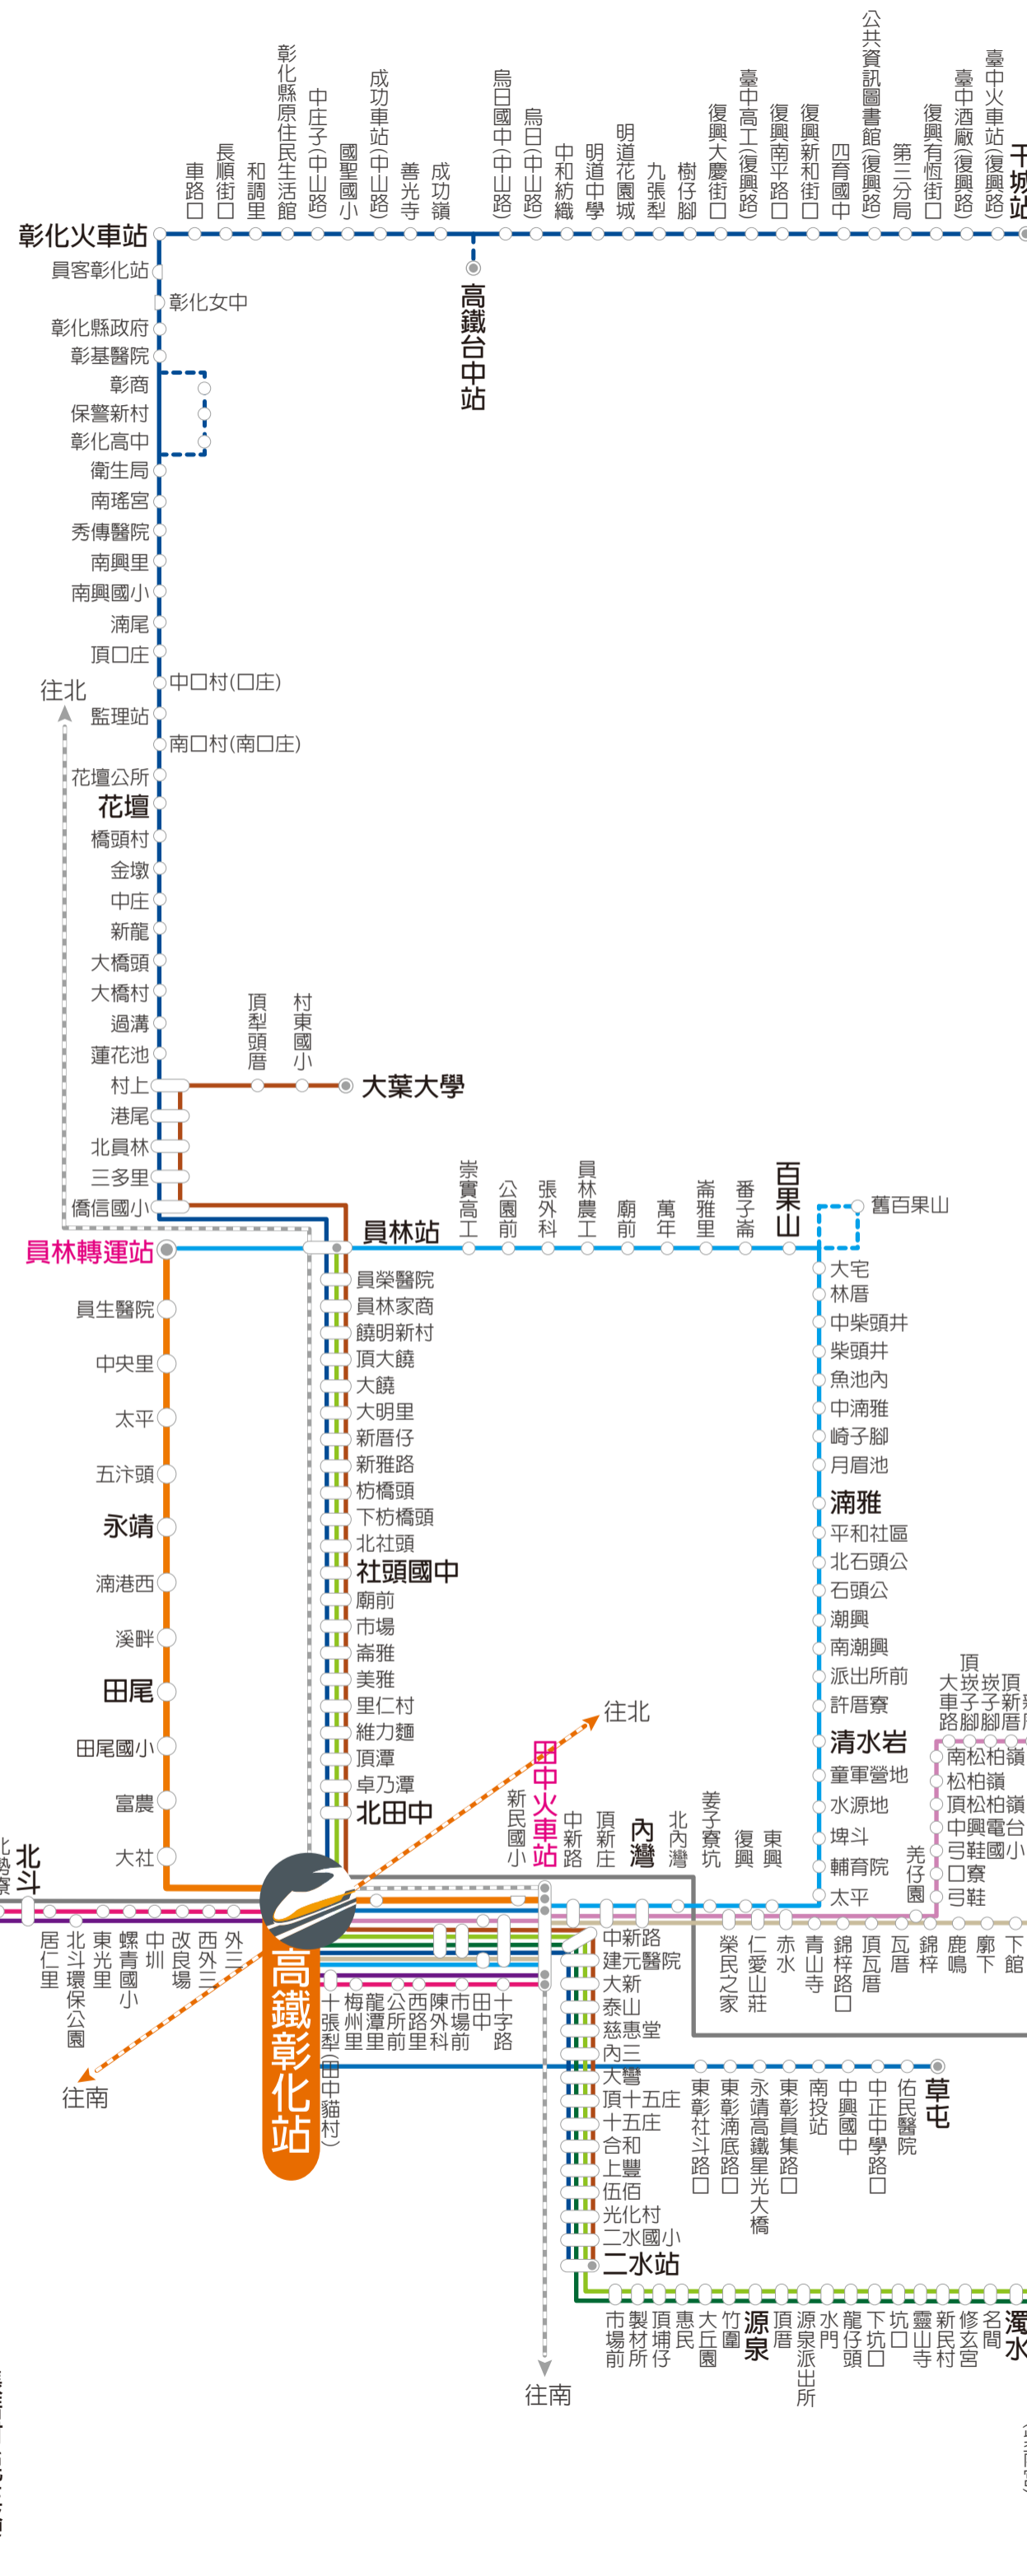 車路口
長順街口
和調里
彰化縣原住民生活館
中庄子(中山路)
國聖國小
成功車站(中山路)
善光寺
成功嶺
烏日國中(中山路)
烏日(中山路)
中和紡織
明道中學
明道花園城
九張犁
樹仔腳
復興大慶街口
臺中高工(復興路)
復興南平路口
復興新和街口
四育國中
公共資訊圖書館(復興路)
第三分局
復興有恆街口
臺中酒廠(復興路)
臺中火車站(復興路)
干城站
彰化火車站
員客彰化站
彰化女中
彰化縣政府
彰基醫院
彰商
保警新村
彰化高中
衛生局
南瑤宮
秀傳醫院
南興里
南興國小
湳尾
頂口庄
中口村(口庄)
監理站
南口村(南口庄)
花壇公所
花壇
橋頭村
金墩
中庄
新龍
大橋頭
大橋村
過溝
蓮花池
村上
港尾
北員林
三多里
僑信國小
高鐵台中站
往北
頂犁頭厝
村東國小
大葉大學
員林轉運站
員生醫院
中央里
太平
五汴頭
永靖
湳港西
溪畔
田尾
田尾國小
富農
大社
員林站
崇實高工
公園前
張外科
員林農工
廟前
萬年
崙雅里
番子崙
百果山
舊百果山
員榮醫院
員林家商
饒明新村
頂大饒
大饒
大明里
新厝仔
新雅路
枋橋頭
下枋橋頭
北社頭
社頭國中
廟前
市場
崙雅
美雅
里仁村
維力麵
頂潭
卓乃潭
北田中
大宅
林厝
中柴頭井
柴頭井
魚池內
中湳雅
崎子腳
月眉池
湳雅
平和社區
北石頭公
石頭公
潮興
南潮興
派出所前
許厝寮
清水岩
童軍營地
水源地
埤斗
輔育院
太平
往北
新民國小
田中火車站
中新路
頂新庄
內灣
北內灣
姜子寮坑
復興
東興
大車路
頂崁子腳
崁子腳
頂新厝
南松柏嶺
松柏嶺
頂松柏嶺
中興電台
弓鞋國小
口寮
弓鞋
羌仔園
北斗
居仁里
北斗環保公園
東光里
螺青國小
中圳
改良場
西外三
外三
高鐵彰化站
往南
十張犁(田中貓村)
梅州里
龍潭里
公所前
西路里
陳外科
市場前
田中
十字路
榮民之家
仁愛山莊
赤水
青山寺
錦梓路口
頂瓦厝
瓦厝
錦梓
鹿鳴
廓下
下館
中新路
建元醫院
大新
泰山
慈惠堂
內三
大彎
頂十五庄
十五庄
合和
上豐
伍佰
光化村
二水國小
二水站
東彰社斗路口
東彰湳底路口
永靖高鐵星光大橋
東彰員集路口
南投站
中興國中
中正中學路口
佑民醫院
草屯
市場前
製材所
頂埔仔
惠民
大丘園
竹圍
源泉
頂厝
源泉派出所
水門
龍仔頭
下坑口
坑口
靈山寺
新民村
修玄宮
名間
濁水
往南